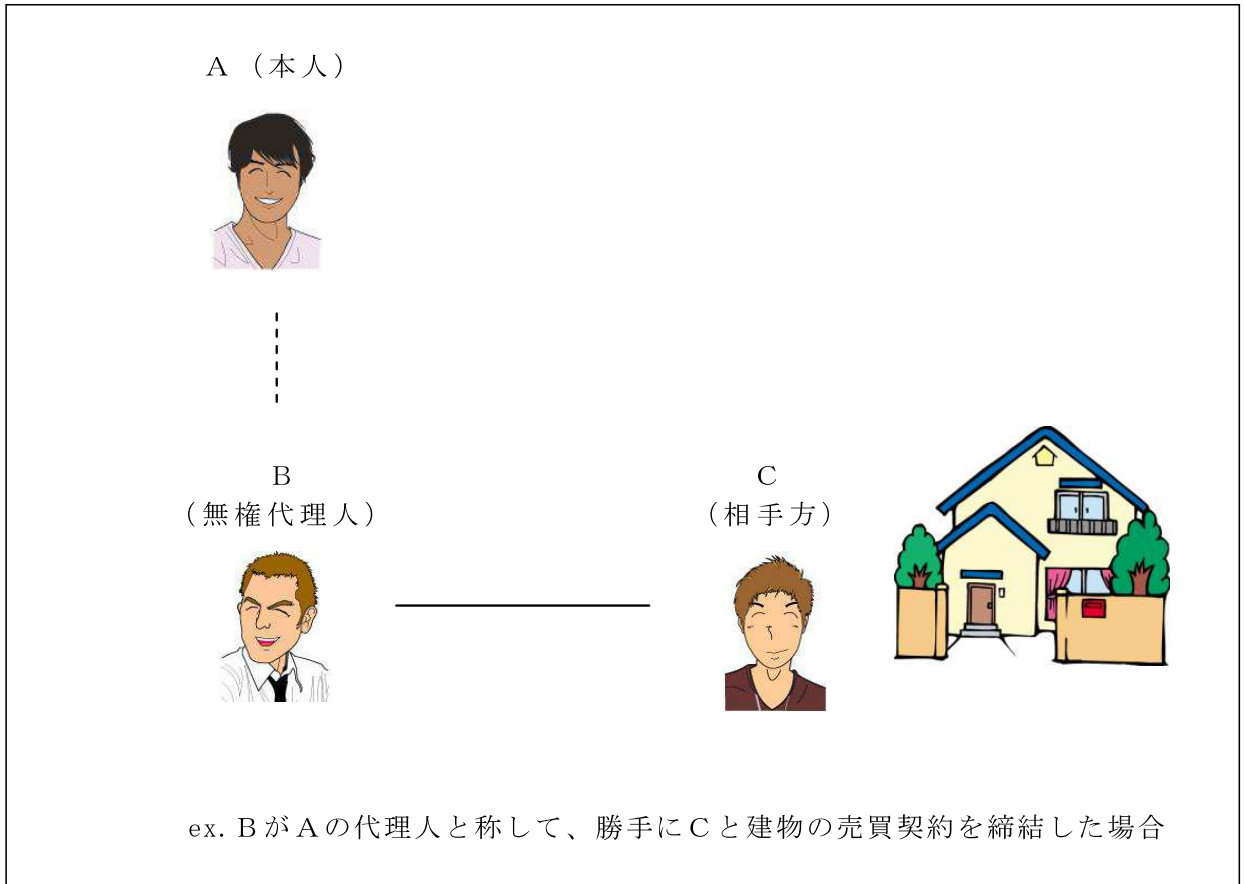 A（本人）
B
（無権代理人）
C
（相手方）
ex. BがAの代理人と称して、勝手にCと建物の売買契約を締結した場合